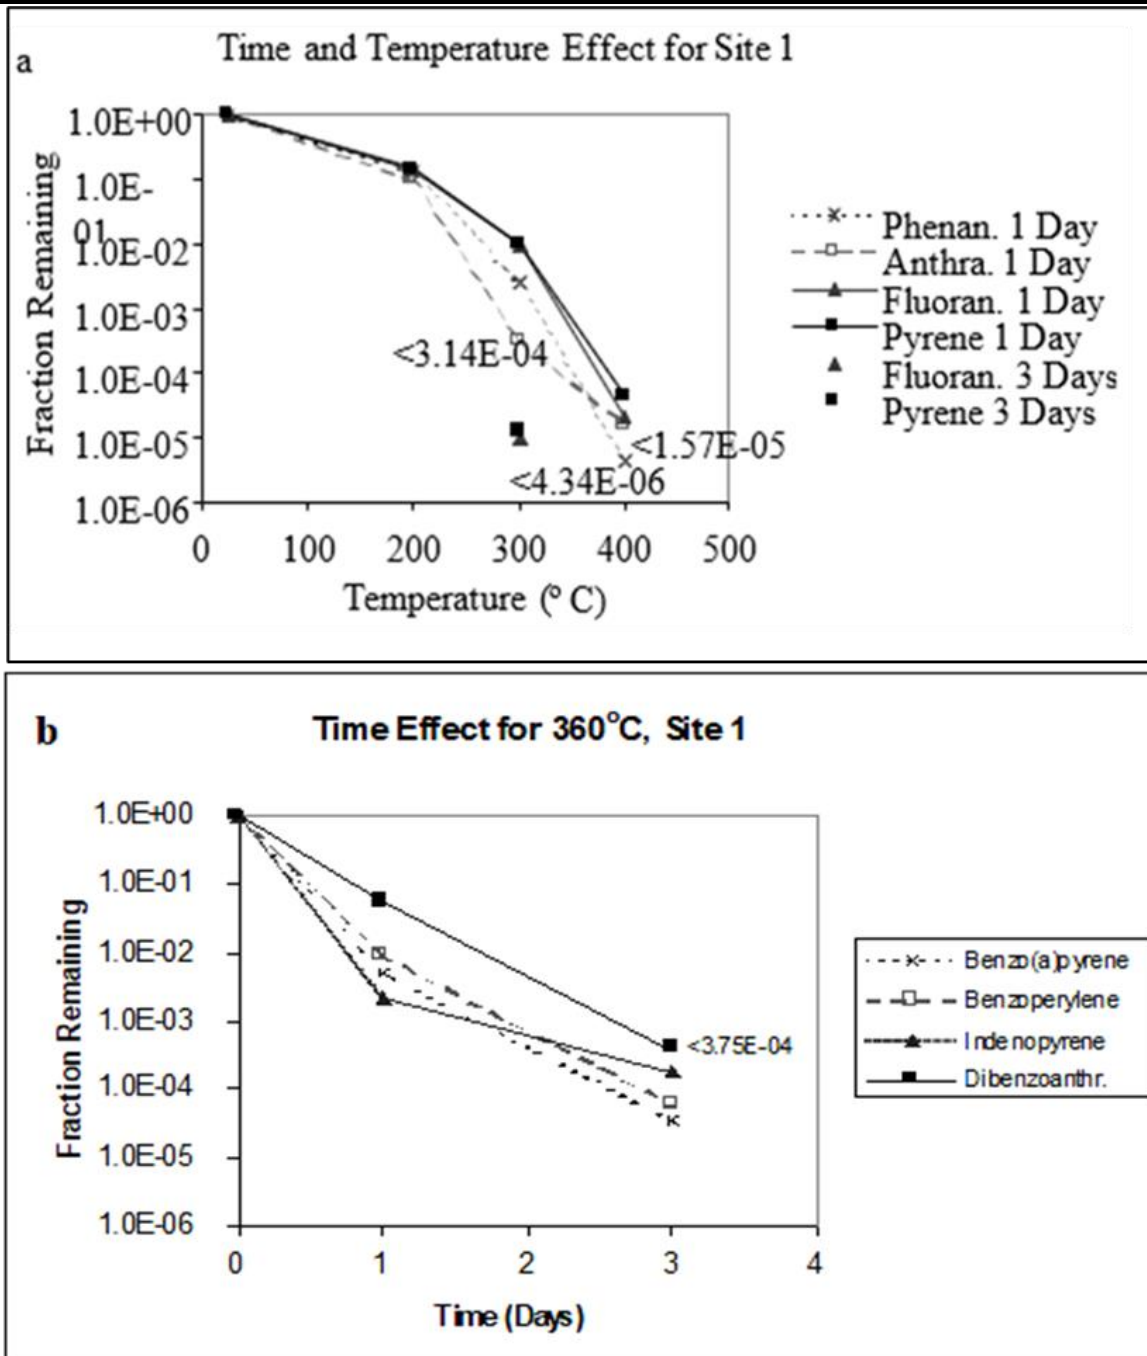 a
Time and Temperature Effect for Site 1
1.0E+00
1.0E-
01
1.0E-02
1.0E-03
1.0E-04
1.0E-05
1.0E-06
Fraction Remaining
<3.14E-04
<1.57E-05
<4.34E-06
0 100 200 300 400 500
Temperature (º C)
Phenan. 1 Day
Anthra. 1 Day
Fluoran. 1 Day
Pyrene 1 Day
Fluoran. 3 Days
Pyrene 3 Days
b
Time Effect for 360°C, Site 1
1.0E+00
1.0E-01
1.0E-02
1.0E-03
1.0E-04
1.0E-05
1.0E-06
Fraction Remaining
<3.75E-04
0 1 2 3 4
Time (Days)
Benzo(a)pyrene
Benzoperylene
Indenopyrene
Dibenzoanthr.